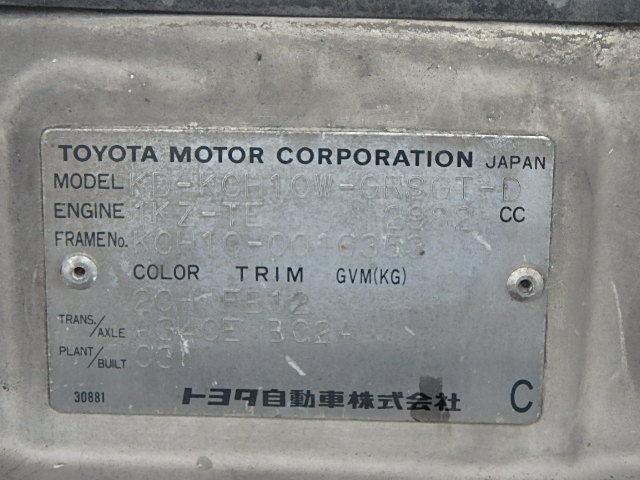 TOYOTA MOTOR CORPORATION JAPAN
MODEL KD-KCH10W-GRSGT-D
ENGINE 1KZ-TE 2982 CC
FRAME No.
COLOR TRIM GVM(KG)
TRANS./AXLE
PLANT/BUILT
30881 トヨタ自動車株式会社 C